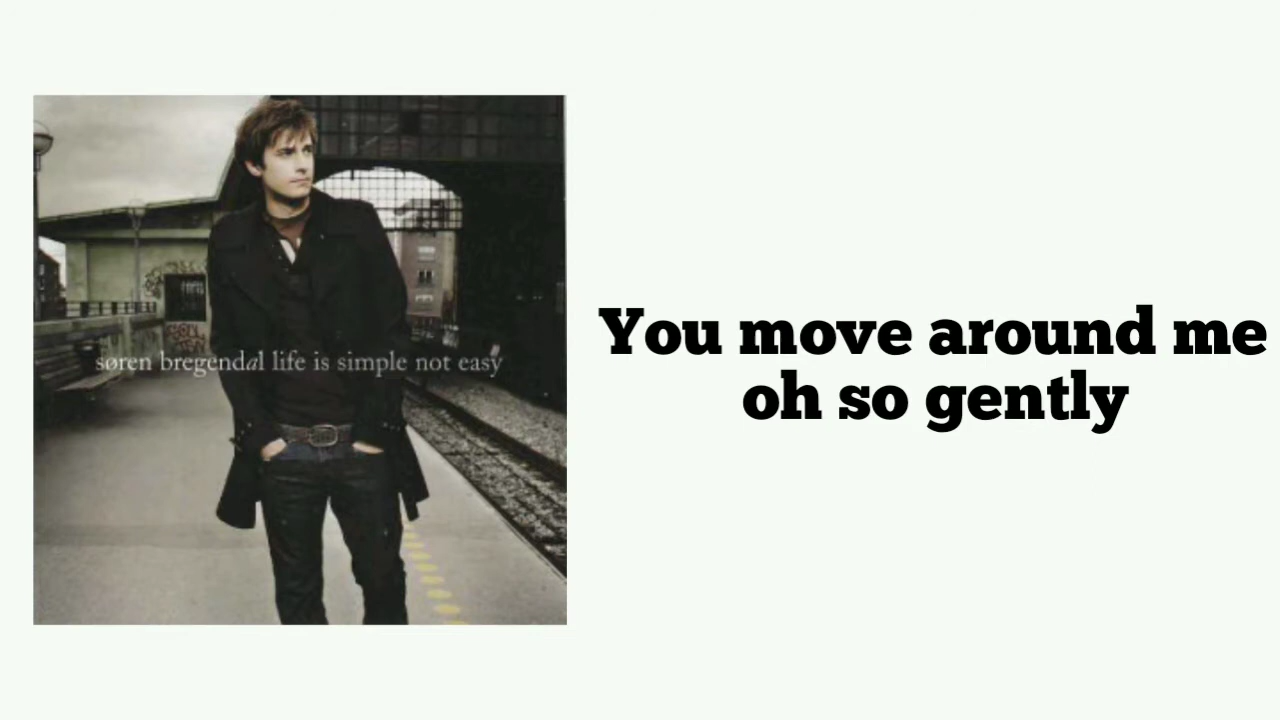 søren bregendal life is simple not easy
You move around me
oh so gently